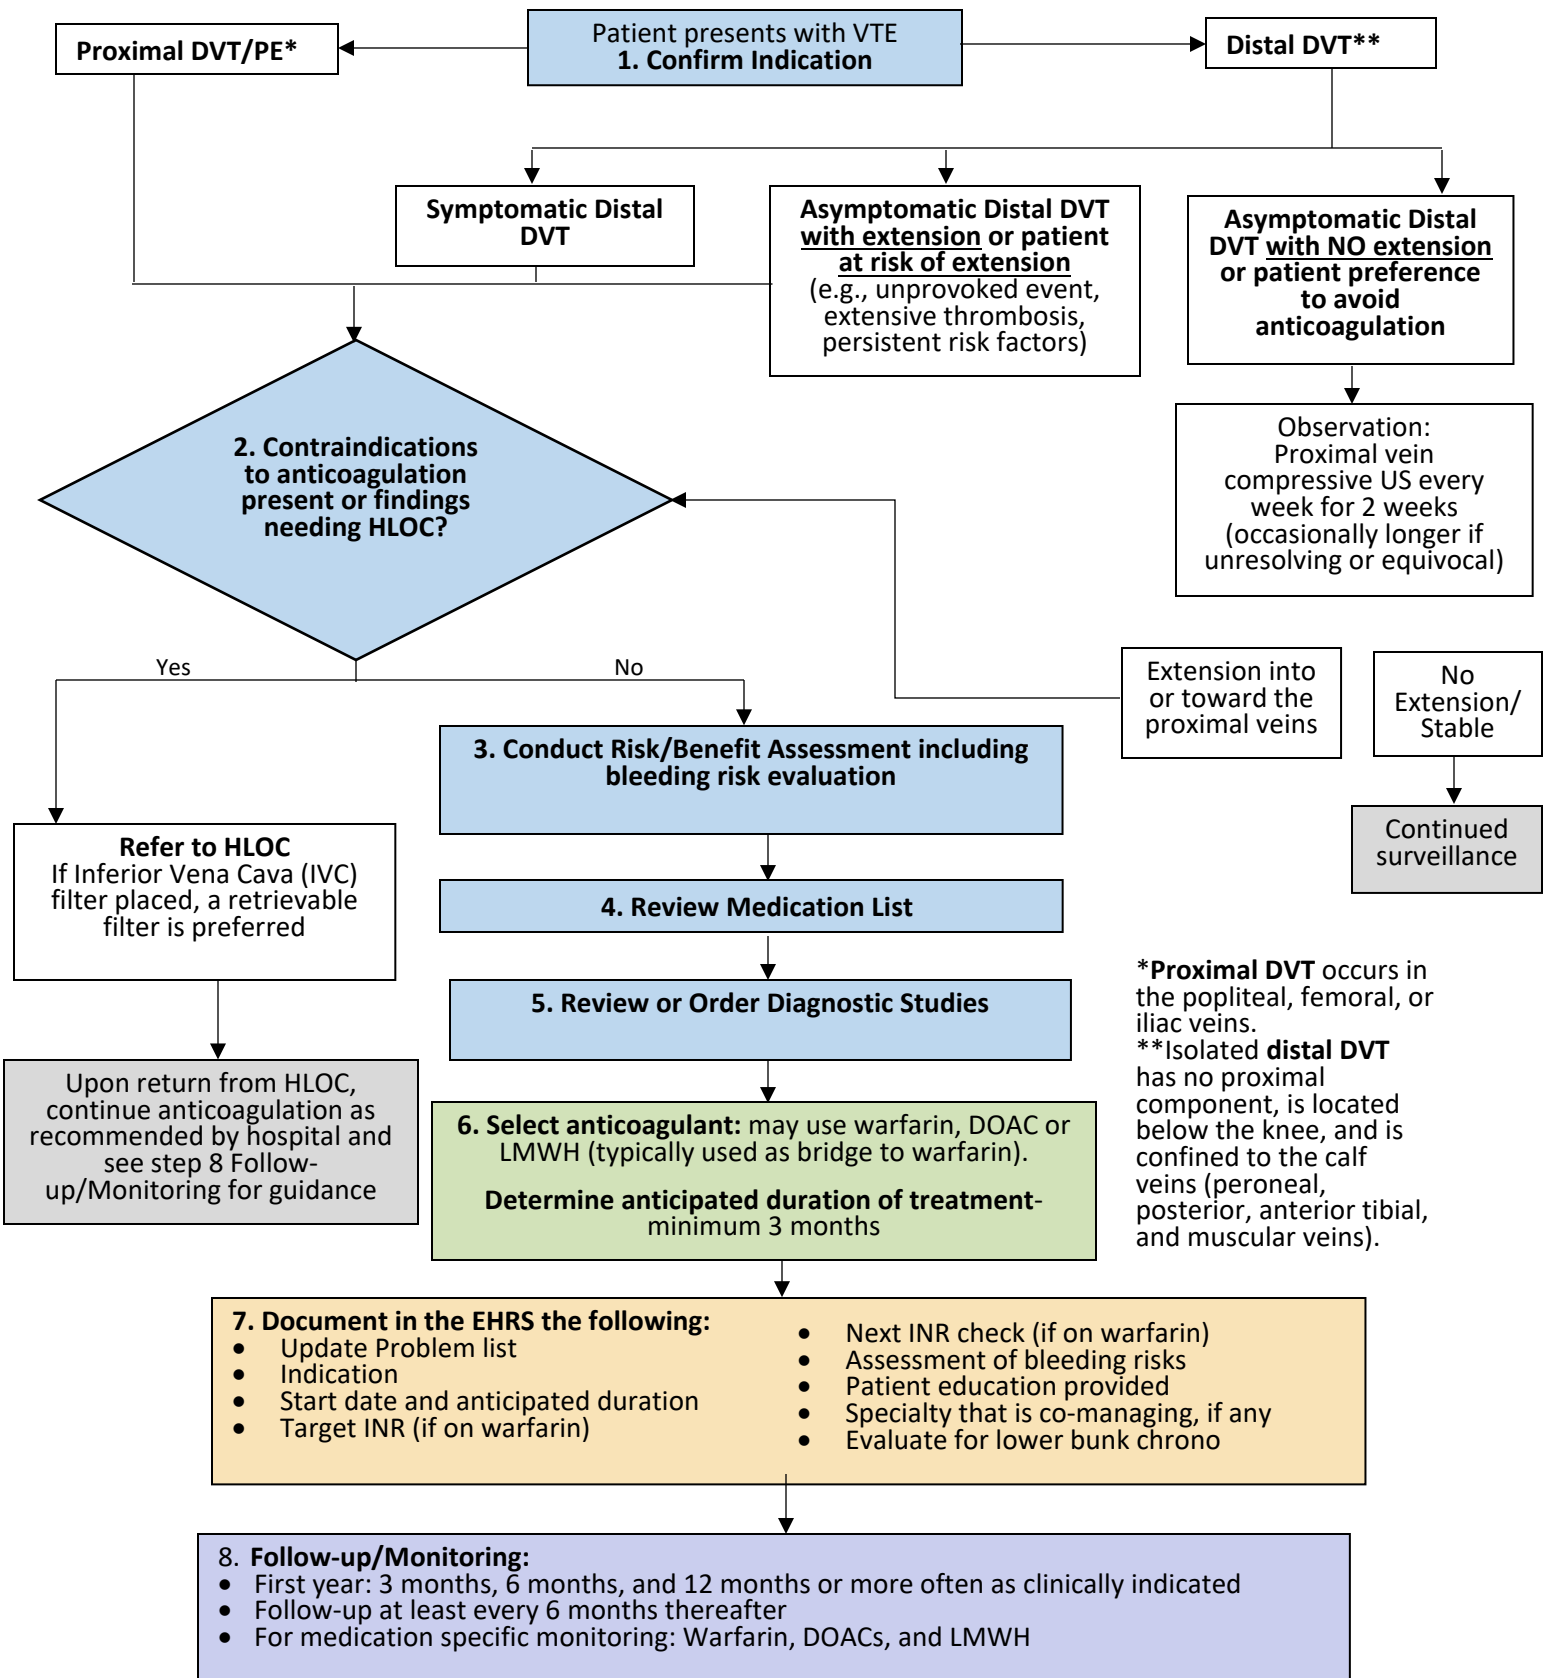 Proximal DVT/PE*
Patient presents with VTE
1. Confirm Indication
Distal DVT**
Symptomatic Distal
DVT
Asymptomatic Distal DVT
with extension or patient
at risk of extension
(e.g., unprovoked event,
extensive thrombosis,
persistent risk factors)
Asymptomatic Distal
DVT with NO extension
or patient preference
to avoid
anticoagulation
Observation:
Proximal vein
compressive US every
week for 2 weeks
(occasionally longer if
unresolving or equivocal)
2. Contraindications
to anticoagulation
present or findings
needing HLOC?
Yes
No
Extension into
or toward the
proximal veins
No
Extension/
Stable
Continued
surveillance
3. Conduct Risk/Benefit Assessment including
bleeding risk evaluation
Refer to HLOC
If Inferior Vena Cava (IVC)
filter placed, a retrievable
filter is preferred
4. Review Medication List
5. Review or Order Diagnostic Studies
*Proximal DVT occurs in
the popliteal, femoral, or
iliac veins.
**Isolated distal DVT
has no proximal
component, is located
below the knee, and is
confined to the calf
veins (peroneal,
posterior, anterior tibial,
and muscular veins).
Upon return from HLOC,
continue anticoagulation as
recommended by hospital and
see step 8 Follow-
up/Monitoring for guidance
6. Select anticoagulant: may use warfarin, DOAC or
LMWH (typically used as bridge to warfarin).
Determine anticipated duration of treatment-
minimum 3 months
7. Document in the EHRS the following:
• Update Problem list
• Indication
• Start date and anticipated duration
• Target INR (if on warfarin)
• Next INR check (if on warfarin)
• Assessment of bleeding risks
• Patient education provided
• Specialty that is co-managing, if any
• Evaluate for lower bunk chrono
8. Follow-up/Monitoring:
• First year: 3 months, 6 months, and 12 months or more often as clinically indicated
• Follow-up at least every 6 months thereafter
• For medication specific monitoring: Warfarin, DOACs, and LMWH